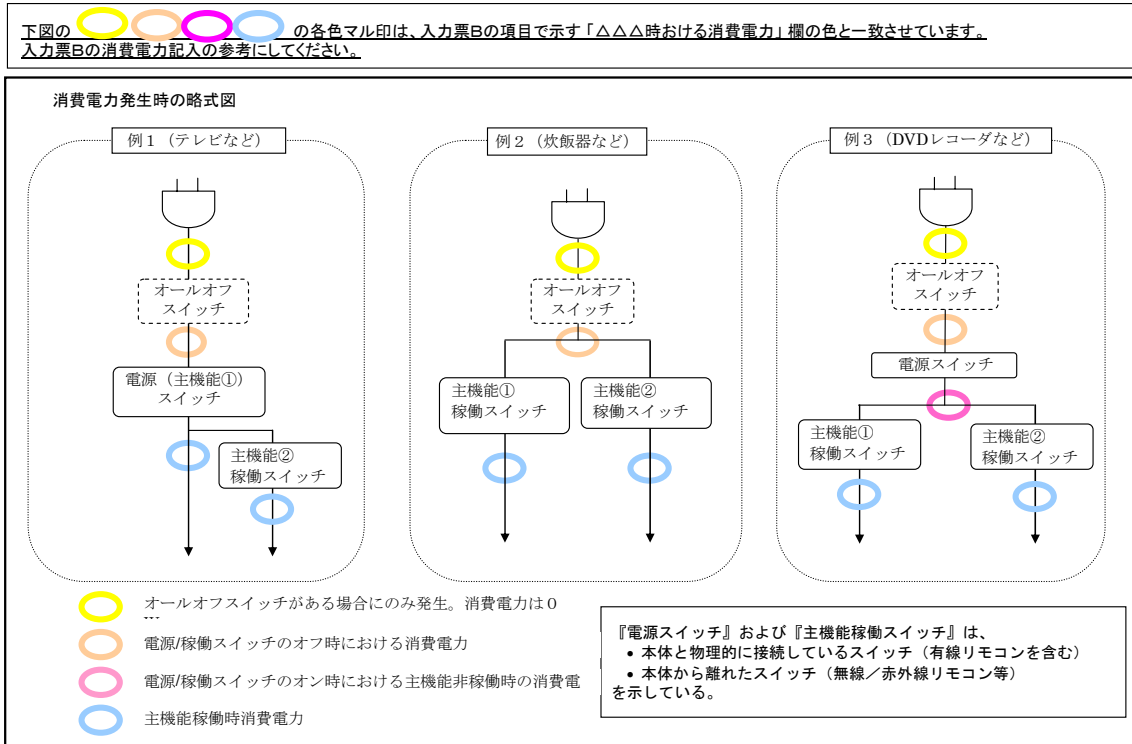 下図の の各色マル印は、入力票Bの項目で示す「△△△時おける消費電力」欄の色と一致させています。
入力票Bの消費電力記入の参考にしてください。
消費電力発生時の略式図
例1（テレビなど）
オールオフ
スイッチ
電源（主機能①）
スイッチ
主機能②
稼働スイッチ
例2（炊飯器など）
オールオフ
スイッチ
主機能①
稼働スイッチ
主機能②
稼働スイッチ
例3（DVDレコーダなど）
オールオフ
スイッチ
電源スイッチ
主機能①
稼働スイッチ
主機能②
稼働スイッチ
オールオフスイッチがある場合にのみ発生。消費電力は0
電源/稼働スイッチのオフ時における消費電力
電源/稼働スイッチのオン時における主機能非稼働時の消費電
主機能稼働時消費電力
『電源スイッチ』および『主機能稼働スイッチ』は、
• 本体と物理的に接続しているスイッチ（有線リモコンを含む）
• 本体から離れたスイッチ（無線／赤外線リモコン等）
を示している。